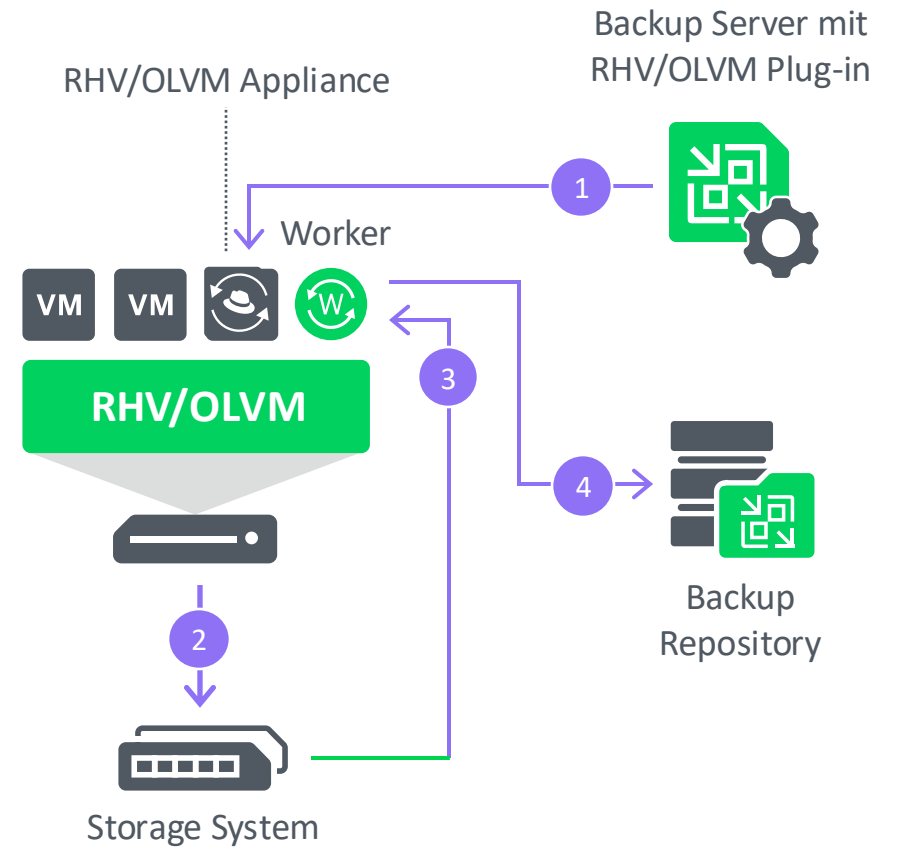 Backup Server mit
RHV/OLVM Plug-in
RHV/OLVM Appliance
1
Worker
VM
VM
W
3
RHV/OLVM
4
2
Backup
Repository
Storage System